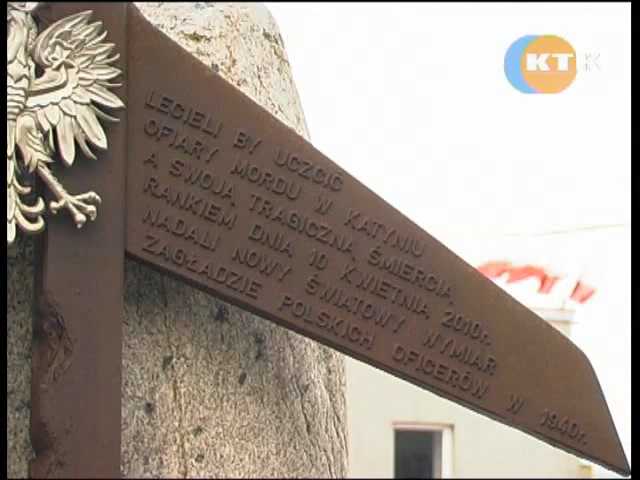 KTK
LECIELI BY UCZCIĆ
OFIARY MORDU W KATYNIU
A SWOJĄ TRAGICZNĄ ŚMIERCIĄ
RANKIEM DNIA 10 KWIETNIA 2010r.
NADALI NOWY ŚWIATOWY WYMIAR
ZAGŁADZIE POLSKICH OFICERÓW W 1940r.